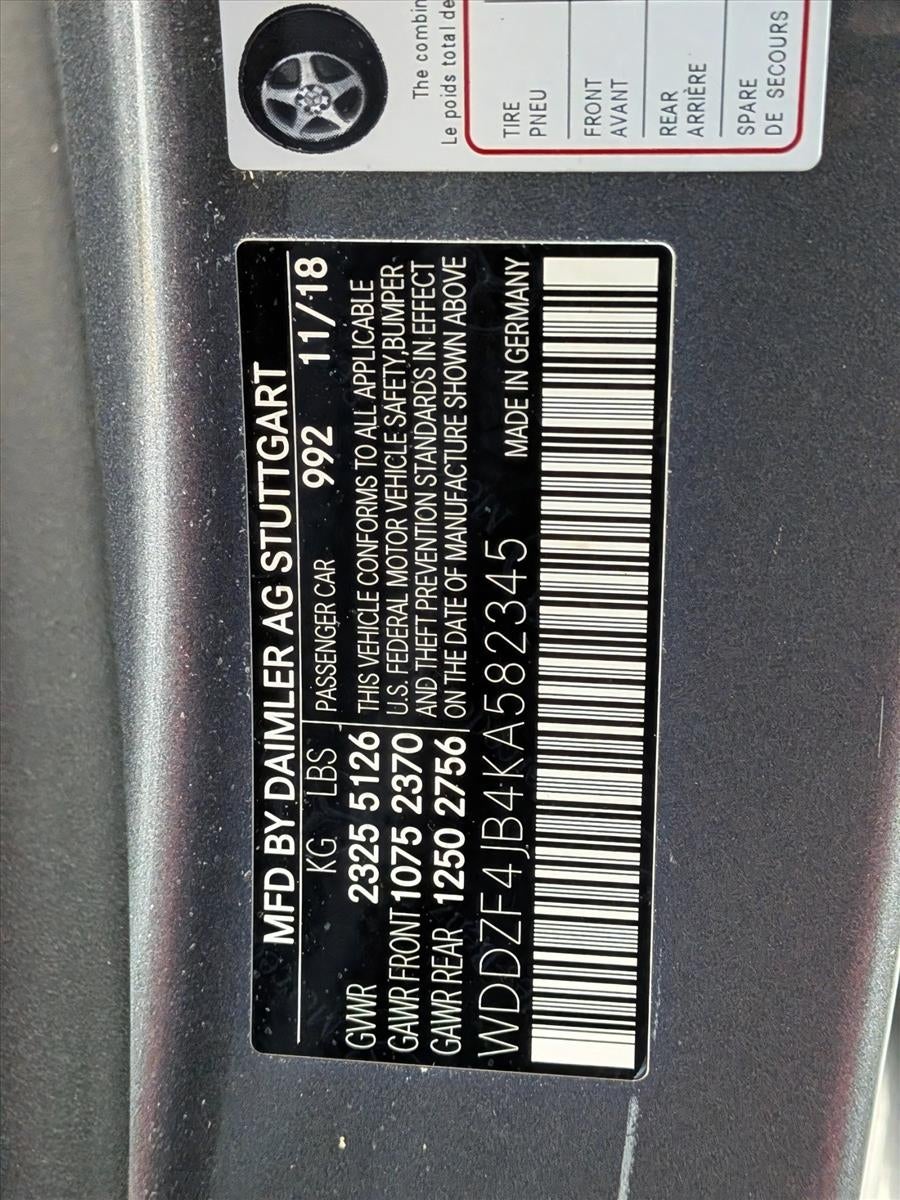 The combin
Le poids total de
TIRE
PNEU
FRONT
AVANT
REAR
ARRIÈRE
SPARE
DE SECOURS
MFD BY DAIMLER AG STUTTGART
KG LBS PASSENGER CAR 992 11/18
GVWR 2325 5126
GAWR FRONT 1075 2370
GAWR REAR 1250 2756
THIS VEHICLE CONFORMS TO ALL APPLICABLE
U.S. FEDERAL MOTOR VEHICLE SAFETY,BUMPER
AND THEFT PREVENTION STANDARDS IN EFFECT
ON THE DATE OF MANUFACTURE SHOWN ABOVE
WDDZF4JB4KA582345 MADE IN GERMANY